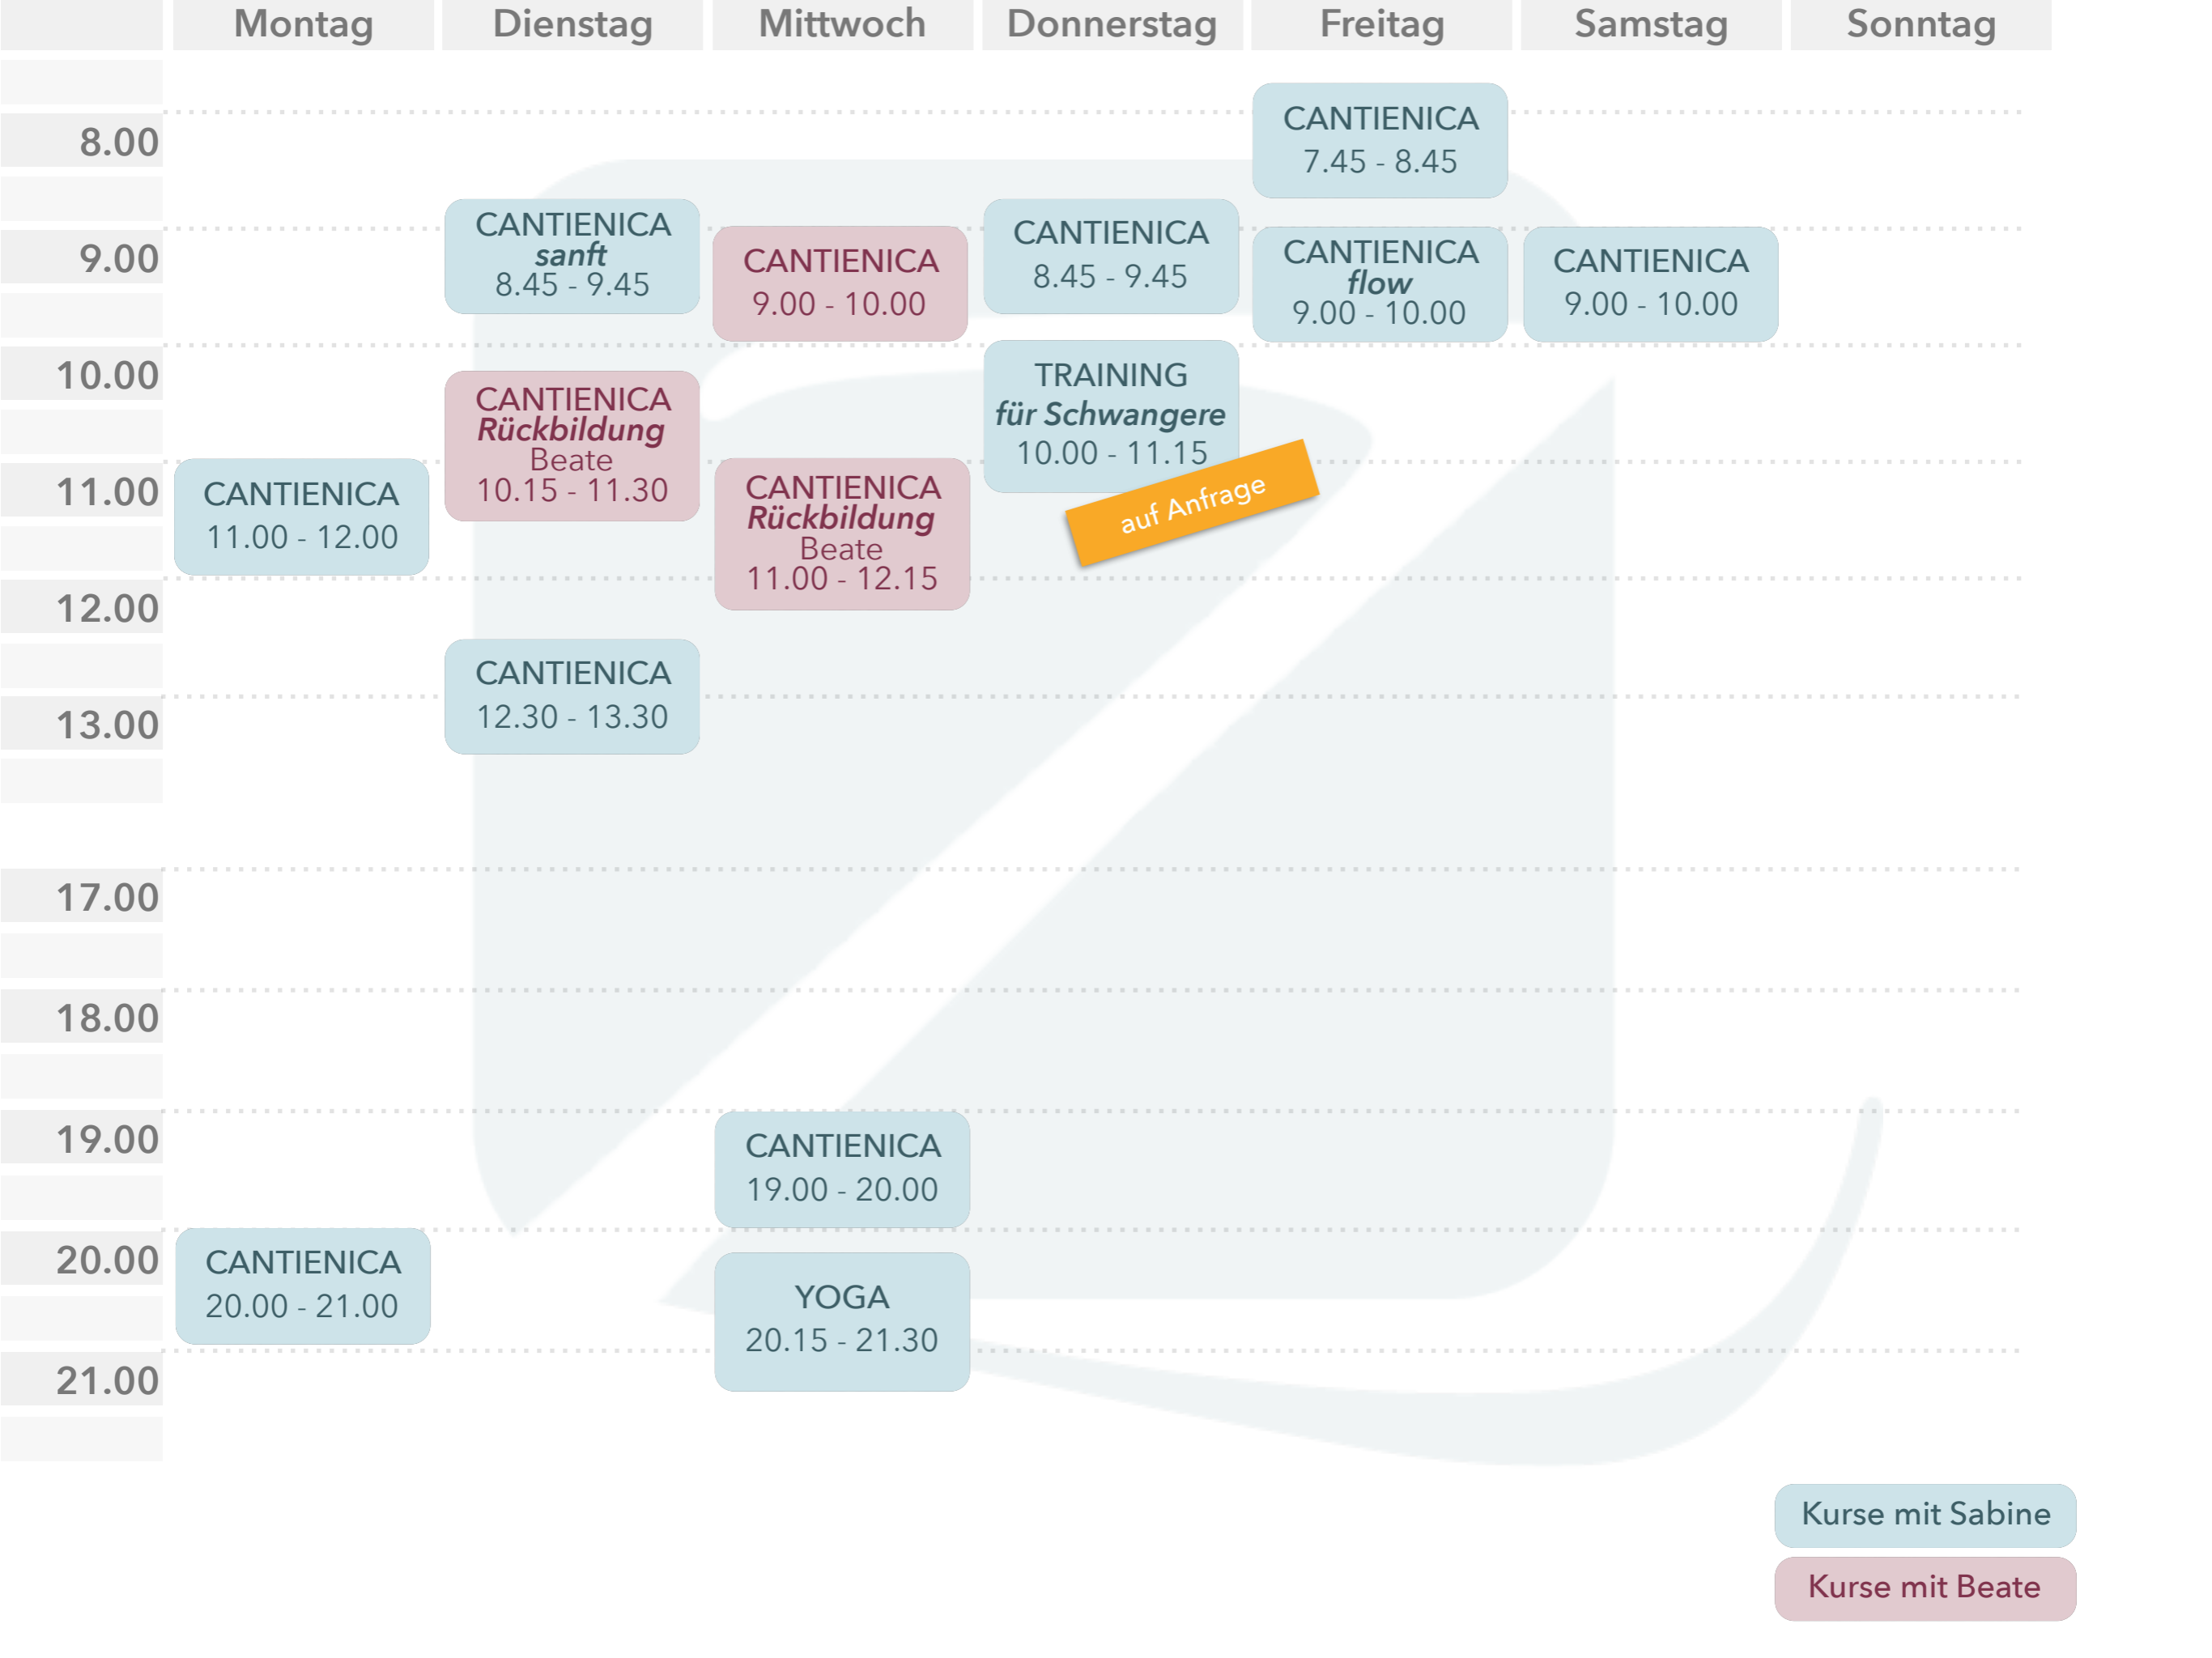 Montag Dienstag Mittwoch Donnerstag Freitag Samstag Sonntag
8.00
9.00
10.00
11.00
12.00
13.00
17.00
18.00
19.00
20.00
21.00
CANTIENICA
11.00 - 12.00
CANTIENICA
20.00 - 21.00
CANTIENICA
sanft
8.45 - 9.45
CANTIENICA
Rückbildung
Beate
10.15 - 11.30
CANTIENICA
12.30 - 13.30
CANTIENICA
9.00 - 10.00
CANTIENICA
Rückbildung
Beate
11.00 - 12.15
CANTIENICA
19.00 - 20.00
YOGA
20.15 - 21.30
CANTIENICA
8.45 - 9.45
TRAINING
für Schwangere
10.00 - 11.15
auf Anfrage
CANTIENICA
7.45 - 8.45
CANTIENICA
flow
9.00 - 10.00
CANTIENICA
9.00 - 10.00
Kurse mit Sabine
Kurse mit Beate